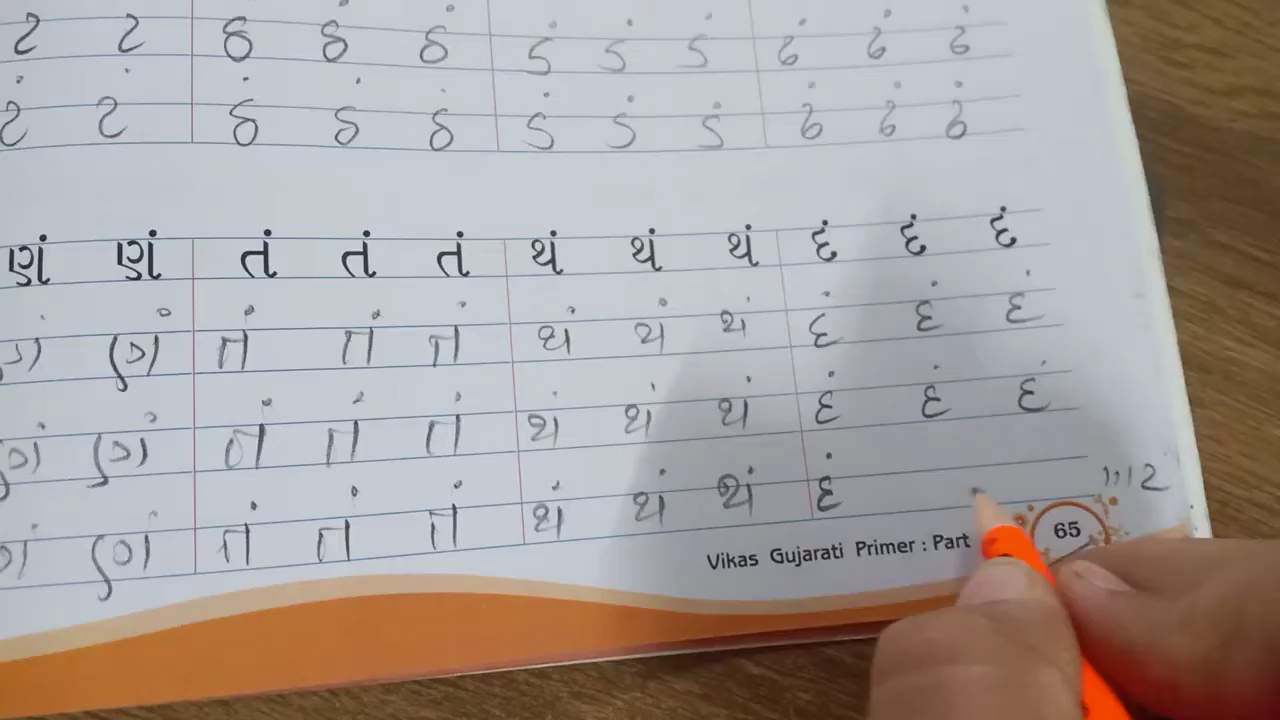 ટં ટં ઠં ઠં ઠં ડં ડં ડં ઢં ઢં ઢં
ટં ટં ઠં ઠં ઠં ડં ડં ડં ઢં ઢં ઢં
ણં ણં તં તં તં થં થં થં દં દં દં
ણં ણં તં તં તં થં થં થં દં દં દં
ણં ણં તં તં તં થં થં થં દં દં દં
ણં ણં તં તં તં થં થં થં દં
Vikas Gujarati Primer : Part
65